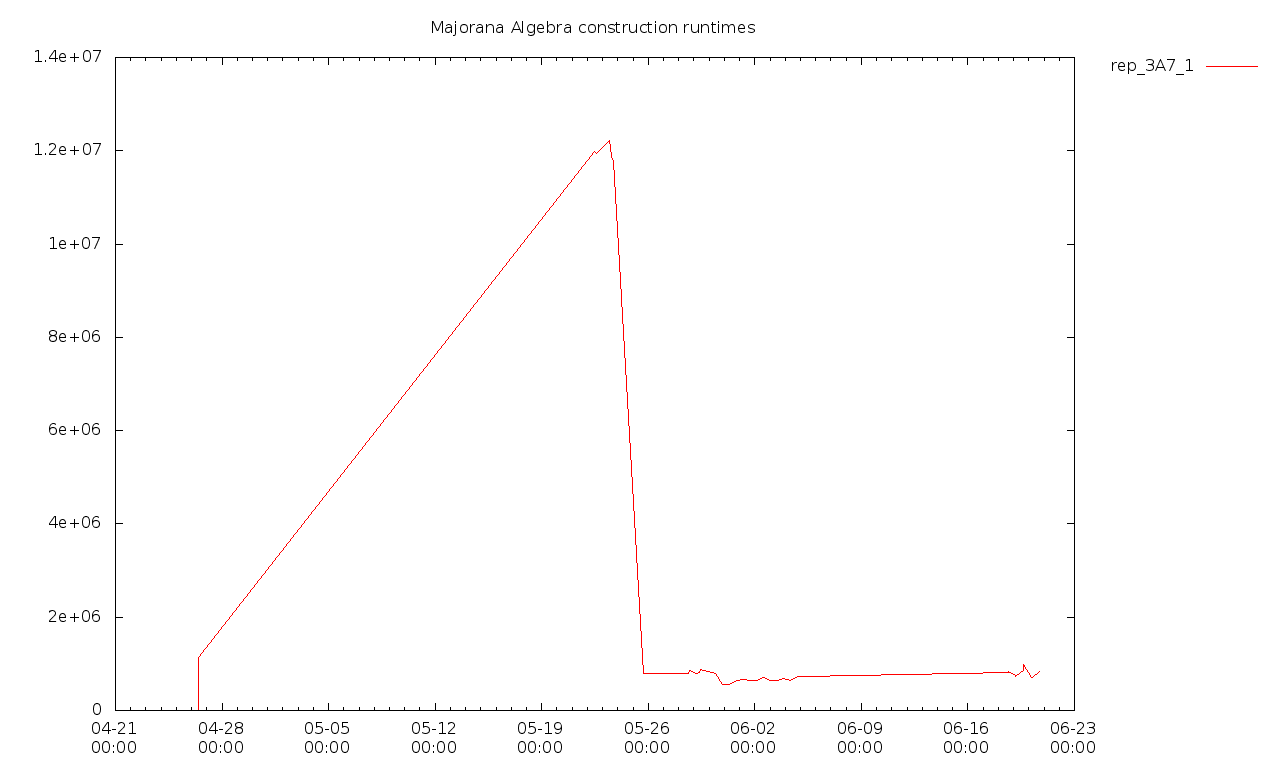 Majorana Algebra construction runtimes
rep_3A7_1
1.4e+07
1.2e+07
1e+07
8e+06
6e+06
4e+06
2e+06
0
04-21 04-28 05-05 05-12 05-19 05-26 06-02 06-09 06-16 06-23
00:00 00:00 00:00 00:00 00:00 00:00 00:00 00:00 00:00 00:00